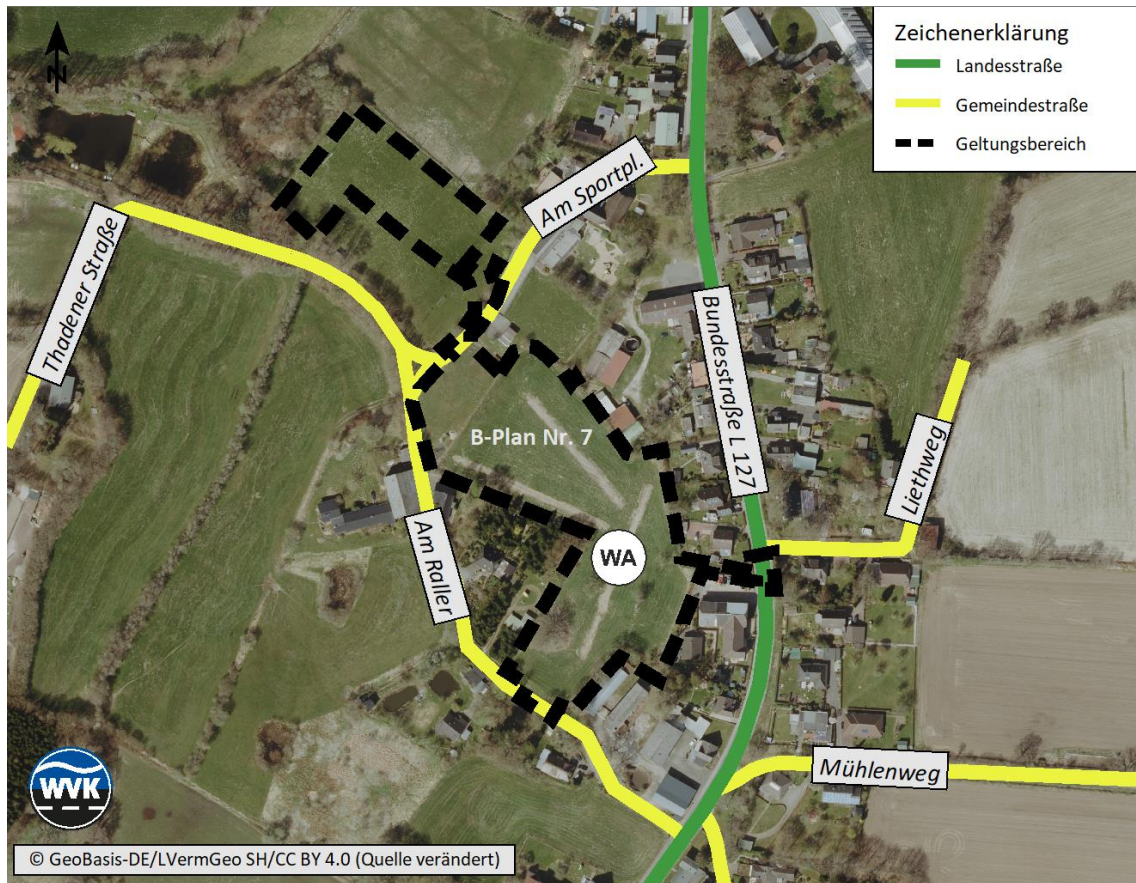 Zeichenerklärung
Landesstraße
Gemeindestraße
Geltungsbereich
N
Am Sportpl.
Thadener Straße
Bundesstraße L 127
B-Plan Nr. 7
Liethweg
WA
Am Raller
Mühlenweg
WVK
© GeoBasis-DE/LVermGeo SH/CC BY 4.0 (Quelle verändert)